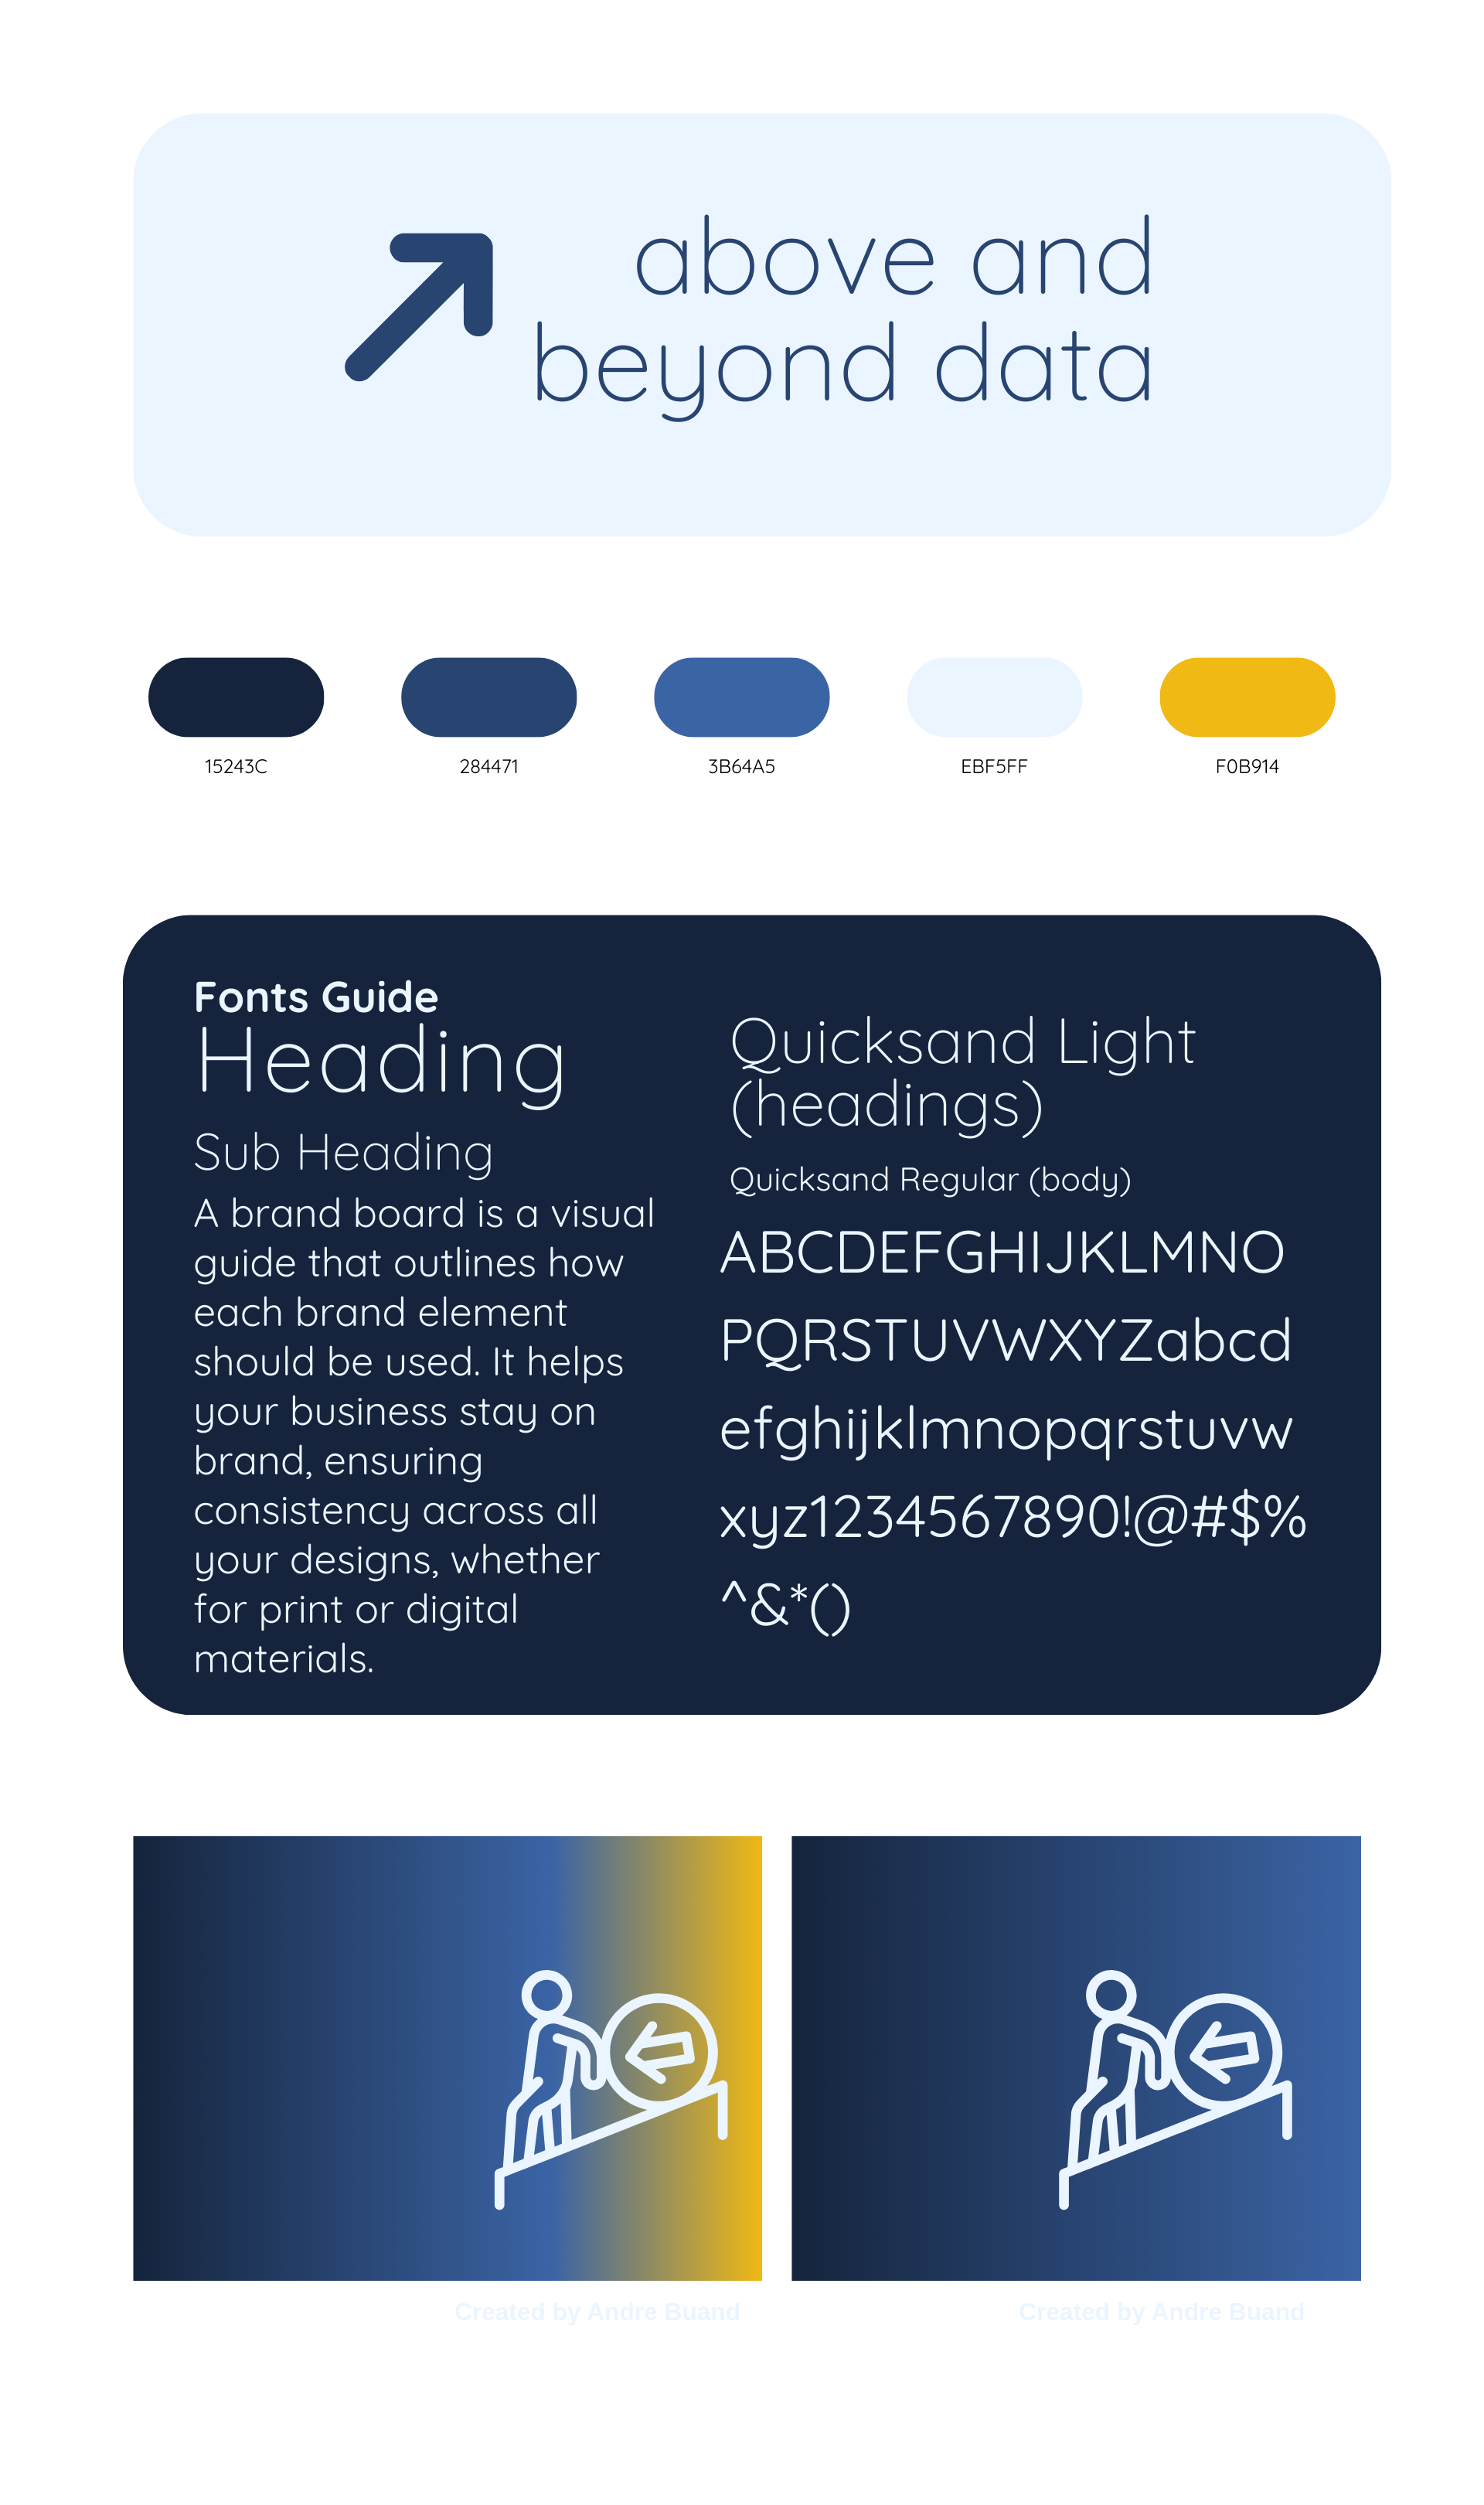 above and
beyond data
15243C
284471
3B64A5
EBF5FF
F0B914
Fonts Guide
Heading
Sub Heading
A brand board is a visual
guide that outlines how
each brand element
should be used. It helps
your business stay on
brand, ensuring
consistency across all
your designs, whether
for print or digital
materials.
Quicksand Light
(headings)
Quicksand Regular (body)
ABCDEFGHIJKLMNO
PQRSTUVWXYZabcd
efghijklmnopqrstuvw
xyz1234567890!@#$%
^&*()
Created by Andre Buand
Created by Andre Buand